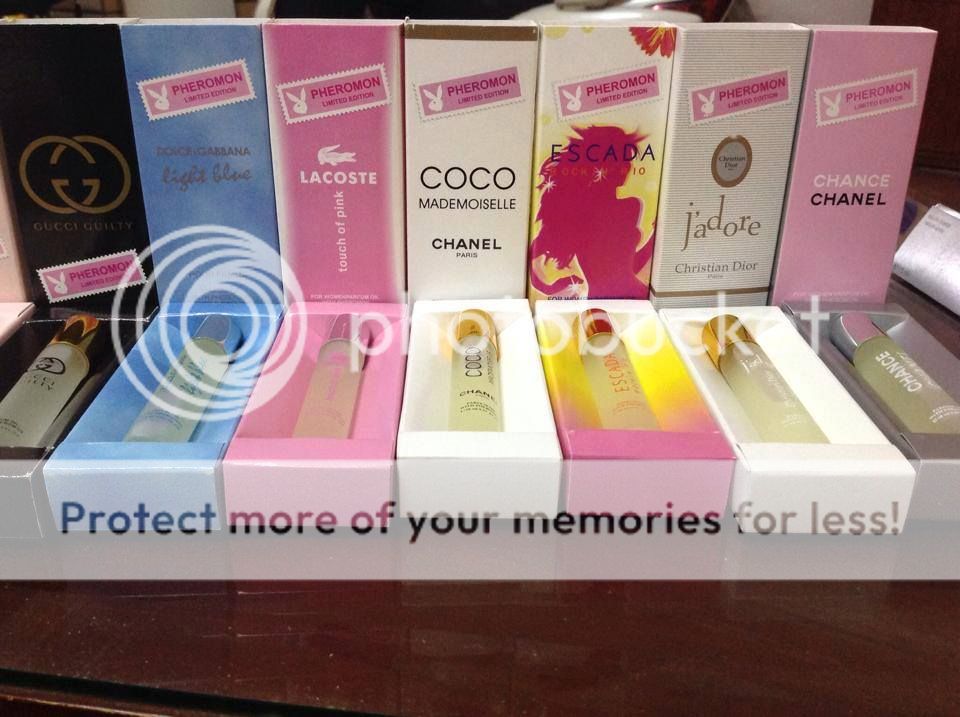 PHEROMON
LIMITED EDITION
GUCCI GUILTY
PHEROMON
LIMITED EDITION
DOLCE & GABBANA
light blue
PHEROMON
LIMITED EDITION
LACOSTE
touch of pink
PHEROMON
LIMITED EDITION
COCO
MADEMOISELLE
CHANEL
PARIS
PHEROMON
LIMITED EDITION
ESCADA
PHEROMON
LIMITED EDITION
Christian
Dior
j'adore
Christian Dior
Paris
PHEROMON
LIMITED EDITION
CHANCE
CHANEL
photobucket
COCO
CHANEL
ESCADA
j'adore
CHANCE
Protect more of your memories for less!